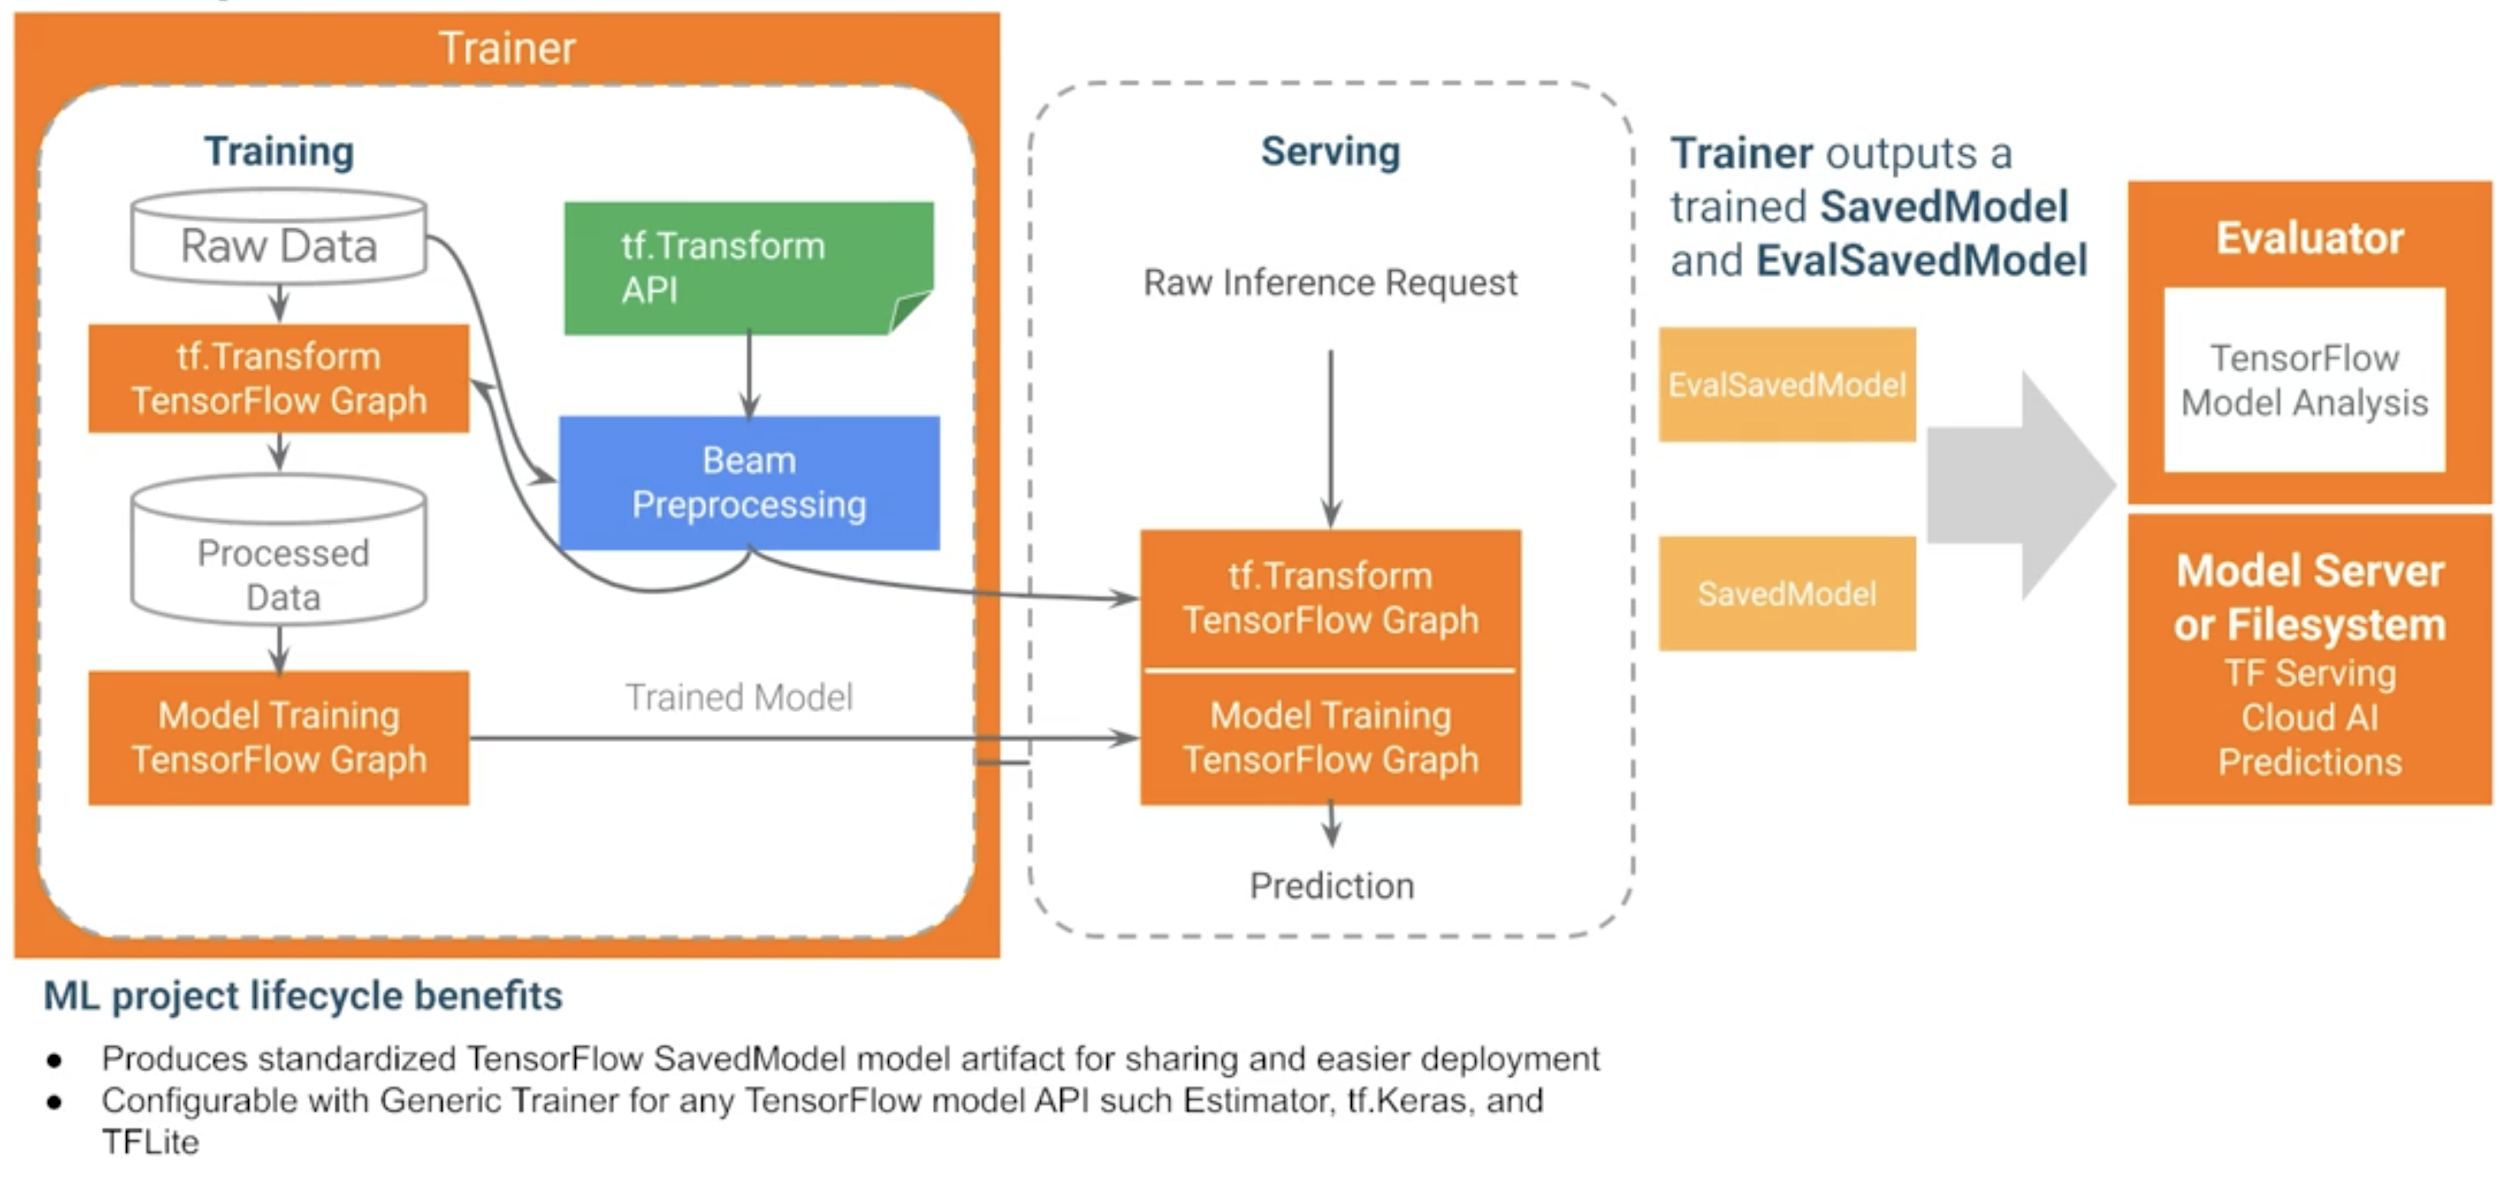 Trainer
Training
Raw Data
tf.Transform
TensorFlow Graph
Processed
Data
Model Training
TensorFlow Graph
tf.Transform
API
Beam
Preprocessing
Trained Model
Serving
Raw Inference Request
tf.Transform
TensorFlow Graph
Model Training
TensorFlow Graph
Prediction
Trainer outputs a
trained SavedModel
and EvalSavedModel
EvalSavedModel
SavedModel
Evaluator
TensorFlow
Model Analysis
Model Server
or Filesystem
TF Serving
Cloud AI
Predictions
ML project lifecycle benefits
● Produces standardized TensorFlow SavedModel model artifact for sharing and easier deployment
● Configurable with Generic Trainer for any TensorFlow model API such Estimator, tf.Keras, and
TFLite